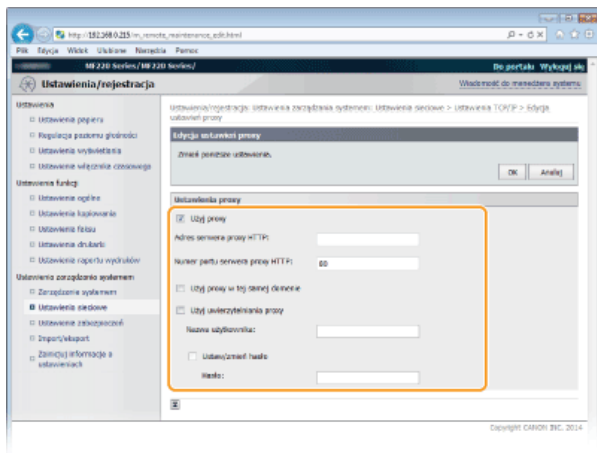 http://192.168.0.215/m_remote_maintenance_edit.html
Plik Edycja Widok Ulubione Narzędzia Pomoc
MF220 Series/MF220 Series/
Do portalu Wyloguj się
Ustawienia/rejestracja
Wiadomość do menedżera systemu
Ustawienia
Ustawienia papieru
Regulacja poziomu głośności
Ustawienia wyświetlania
Ustawienia włącznika czasowego
Ustawienia funkcji
Ustawienia ogólne
Ustawienia kopiowania
Ustawienia faksu
Ustawienia drukarki
Ustawienia raportu wydruków
Ustawienia zarządzania systemem
Zarządzanie systemem
Ustawienia sieciowe
Ustawienia zabezpieczeń
Import/eksport
Zainicjuj informacje o
ustawieniach
Ustawienia/rejestracja: Ustawienia zarządzania systemem: Ustawienia sieciowe > Ustawienia TCP/IP > Edycja
ustawień proxy
Edycja ustawień proxy
Zmień poniższe ustawienie.
OK Anuluj
Ustawienia proxy
Użyj proxy
Adres serwera proxy HTTP:
Numer portu serwera proxy HTTP: 80
Użyj proxy w tej samej domenie
Użyj uwierzytelniania proxy
Nazwa użytkownika:
Ustaw/zmień hasło
Hasło:
Copyright CANON INC. 2014